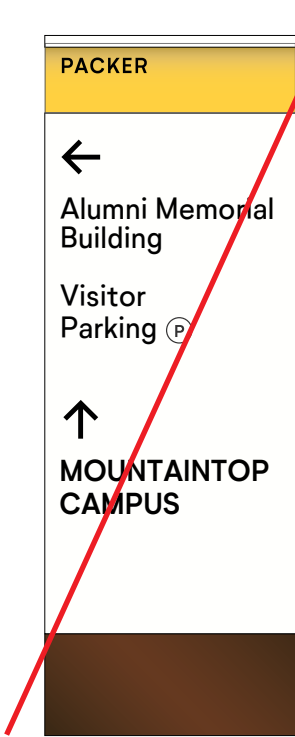 PACKER
←
Alumni Memorial
Building
Visitor
Parking Ⓟ
↑
MOUNTAINTOP
CAMPUS